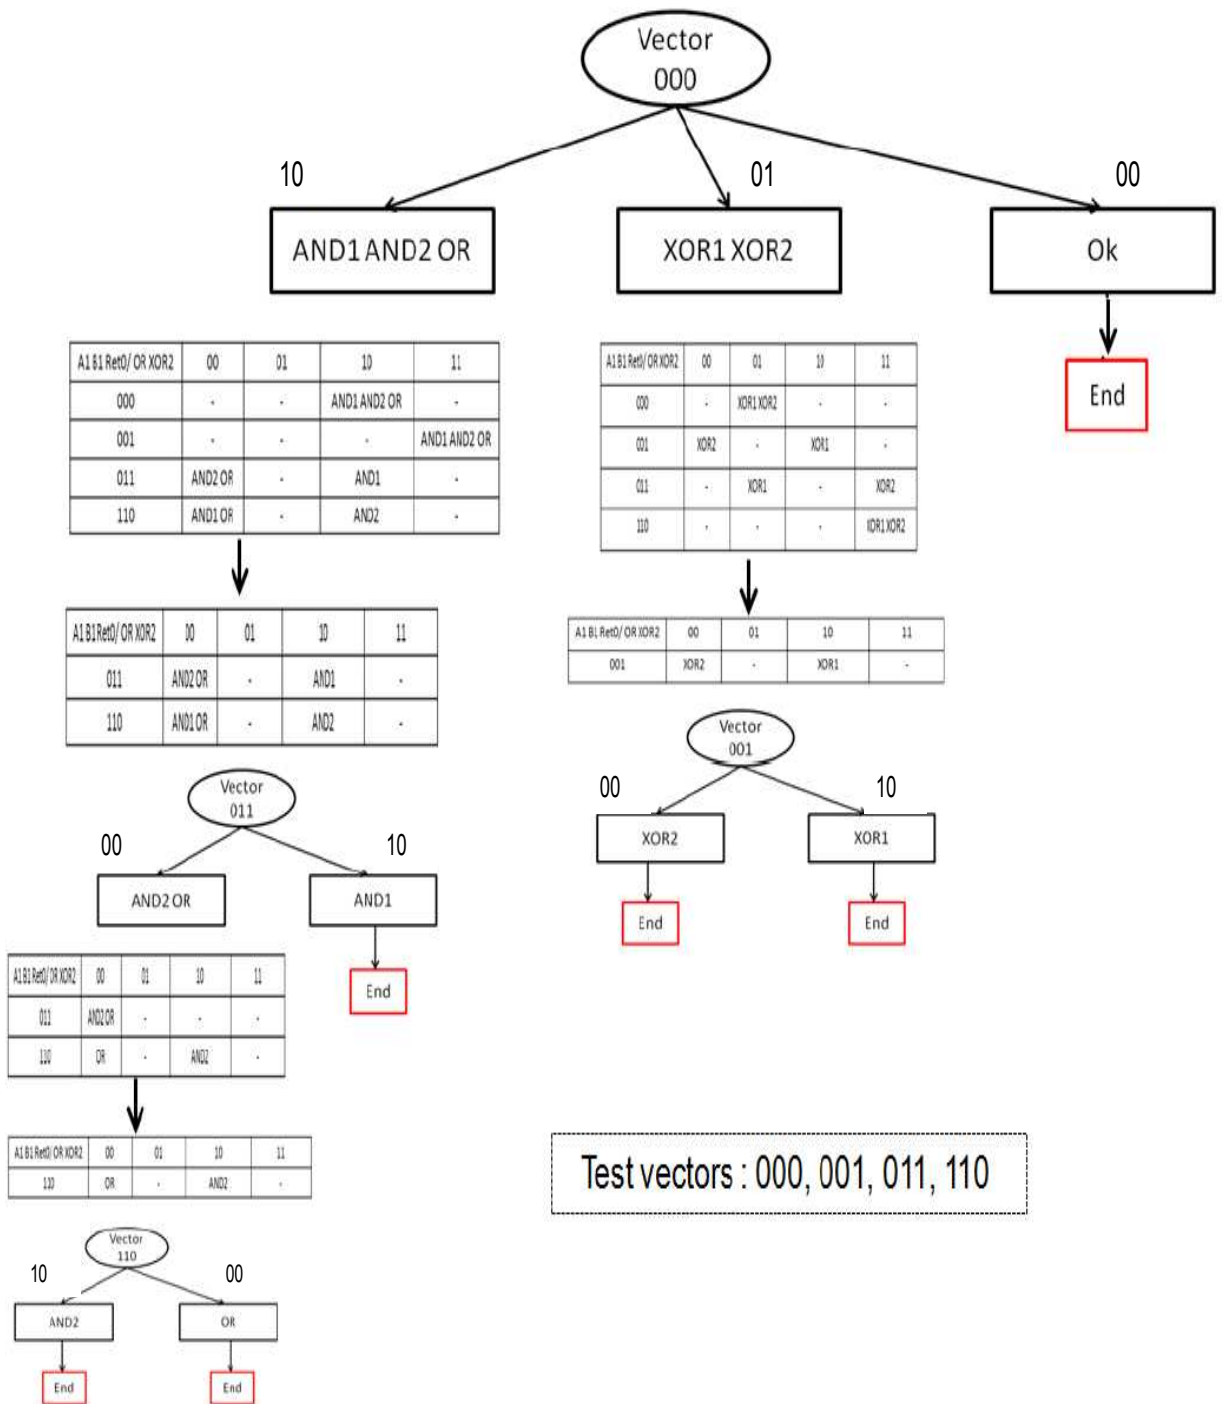 Vector
000
10
01
00
AND1 AND2 OR
XOR1 XOR2
Ok
End
A1 B1 Ret0/ OR XOR2 00 01 10 11
000 - - AND1 AND2 OR -
001 - - - AND1 AND2 OR
011 AND2 OR - AND1 -
110 AND1 OR - AND2 -
A1 B1 Ret0/ OR XOR2 00 01 10 11
000 - XOR1 XOR2 - -
001 XOR2 - XOR1 -
011 - XOR1 - XOR2
110 - - - XOR1 XOR2
A1 B1 Ret0/ OR XOR2 00 01 10 11
011 AND2 OR - AND1 -
110 AND1 OR - AND2 -
A1 B1 Ret0/ OR XOR2 00 01 10 11
001 XOR2 - XOR1 -
Vector
001
00
10
XOR2
XOR1
End
End
Vector
011
00
10
AND2 OR
AND1
End
A1 B1 Ret0/ OR XOR2 00 01 10 11
011 AND2 OR - - -
110 OR - AND2 -
A1 B1 Ret0/ OR XOR2 00 01 10 11
110 OR - AND2 -
Test vectors : 000, 001, 011, 110
Vector
110
10
00
AND2
OR
End
End